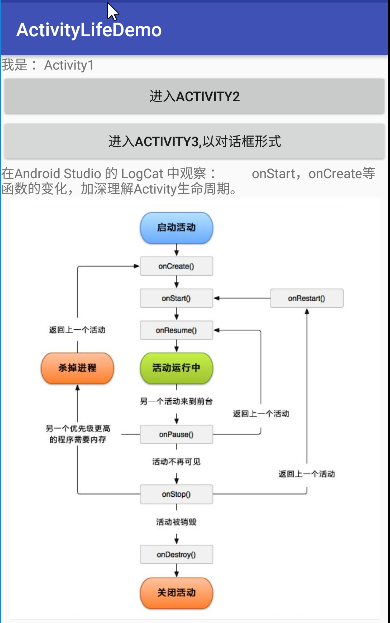 ActivityLifeDemo
我是： Activity1
进入ACTIVITY2
进入ACTIVITY3,以对话框形式
在Android Studio 的 LogCat 中观察： onStart，onCreate等
函数的变化，加深理解Activity生命周期。
启动活动
onCreate()
onStart()
onRestart()
返回上一个活动
onResume()
杀掉进程
活动运行中
另一个活动来到前台
返回上一个活动
另一个优先级更高
的程序需要内存
onPause()
活动不再可见
返回上一个活动
onStop()
活动被销毁
onDestroy()
关闭活动